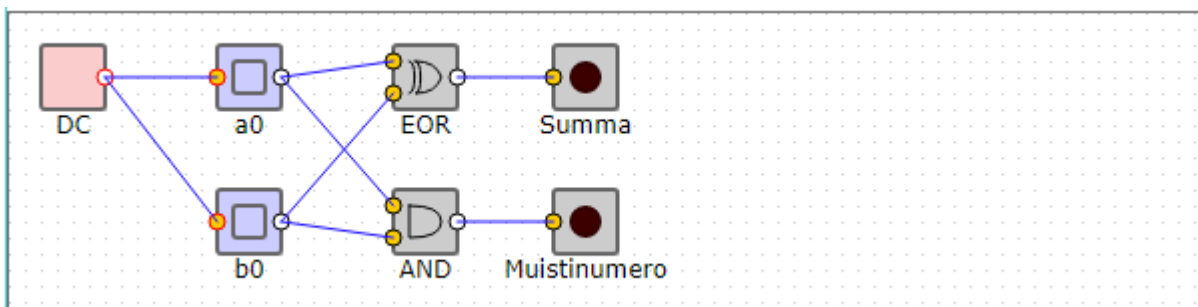 DC
a0
EOR
Summa
b0
AND
Muistinumero